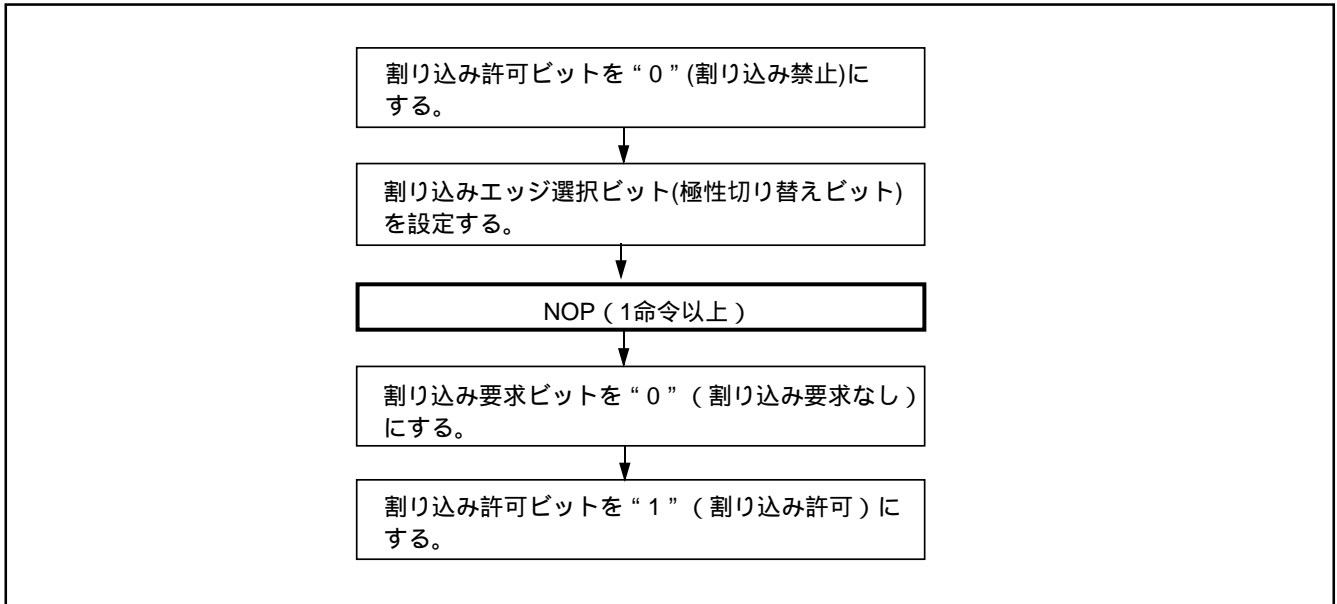 割り込み許可ビットを“0”(割り込み禁止)に
する。
割り込みエッジ選択ビット(極性切り替えビット)
を設定する。
NOP（1命令以上）
割り込み要求ビットを“0”（割り込み要求なし）
にする。
割り込み許可ビットを“1”（割り込み許可）に
する。